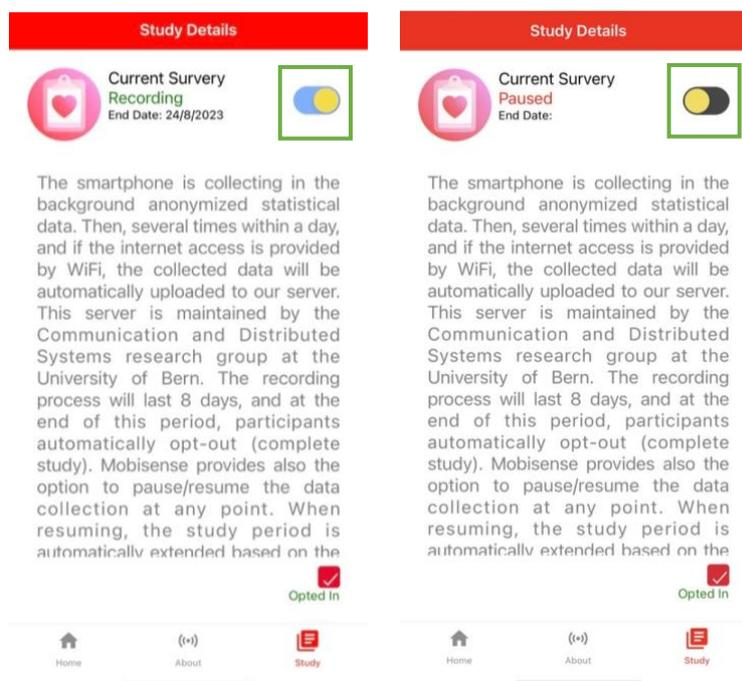 Study Details
Current Survery
Recording
End Date: 24/8/2023
The smartphone is collecting in the
background anonymized statistical
data. Then, several times within a day,
and if the internet access is provided
by WiFi, the collected data will be
automatically uploaded to our server.
This server is maintained by the
Communication and Distributed
Systems research group at the
University of Bern. The recording
process will last 8 days, and at the
end of this period, participants
automatically opt-out (complete
study). Mobisense provides also the
option to pause/resume the data
collection at any point. When
resuming, the study period is
automatically extended based on the
Opted In
Home
About
Study
Study Details
Current Survery
Paused
End Date:
The smartphone is collecting in the
background anonymized statistical
data. Then, several times within a day,
and if the internet access is provided
by WiFi, the collected data will be
automatically uploaded to our server.
This server is maintained by the
Communication and Distributed
Systems research group at the
University of Bern. The recording
process will last 8 days, and at the
end of this period, participants
automatically opt-out (complete
study). Mobisense provides also the
option to pause/resume the data
collection at any point. When
resuming, the study period is
automatically extended based on the
Opted In
Home
About
Study